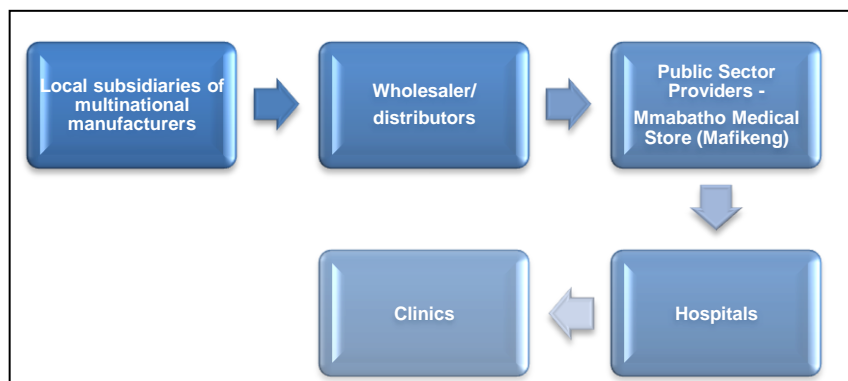 Local subsidiaries of
multinational
manufacturers
Wholesaler/
distributors
Public Sector
Providers -
Mmabatho Medical
Store (Mafikeng)
Hospitals
Clinics